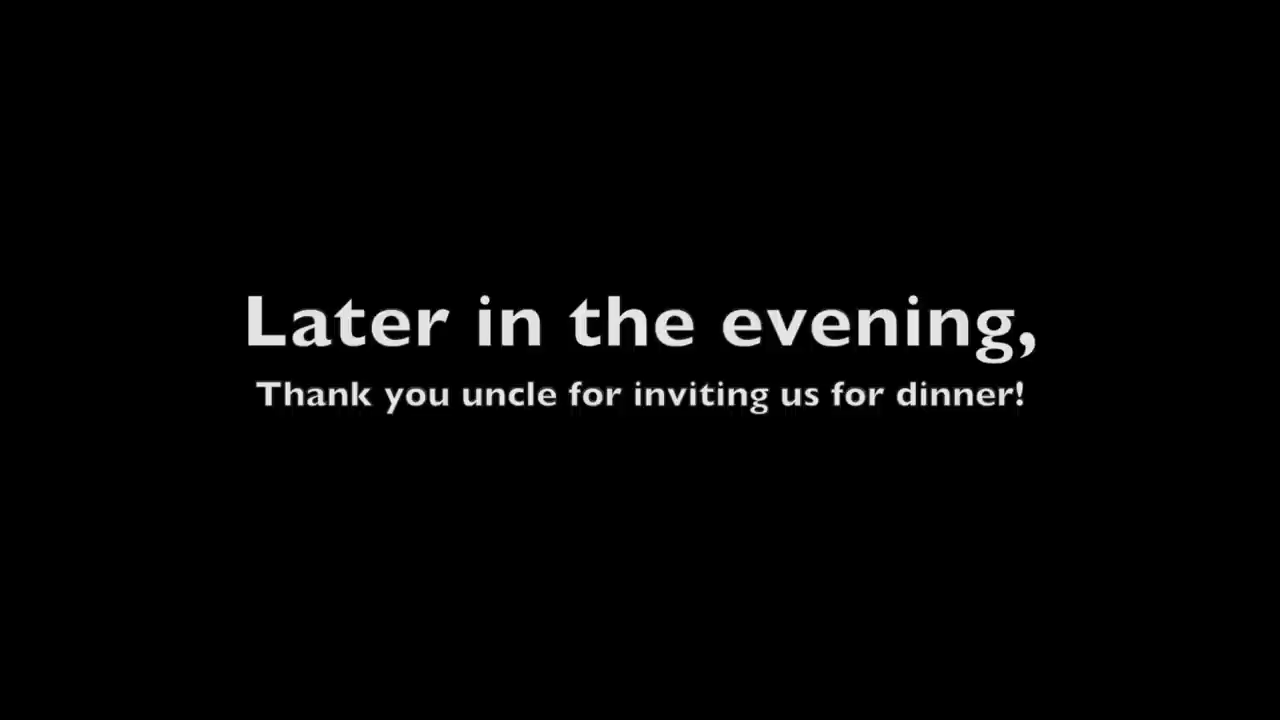 Later in the evening,
Thank you uncle for inviting us for dinner!